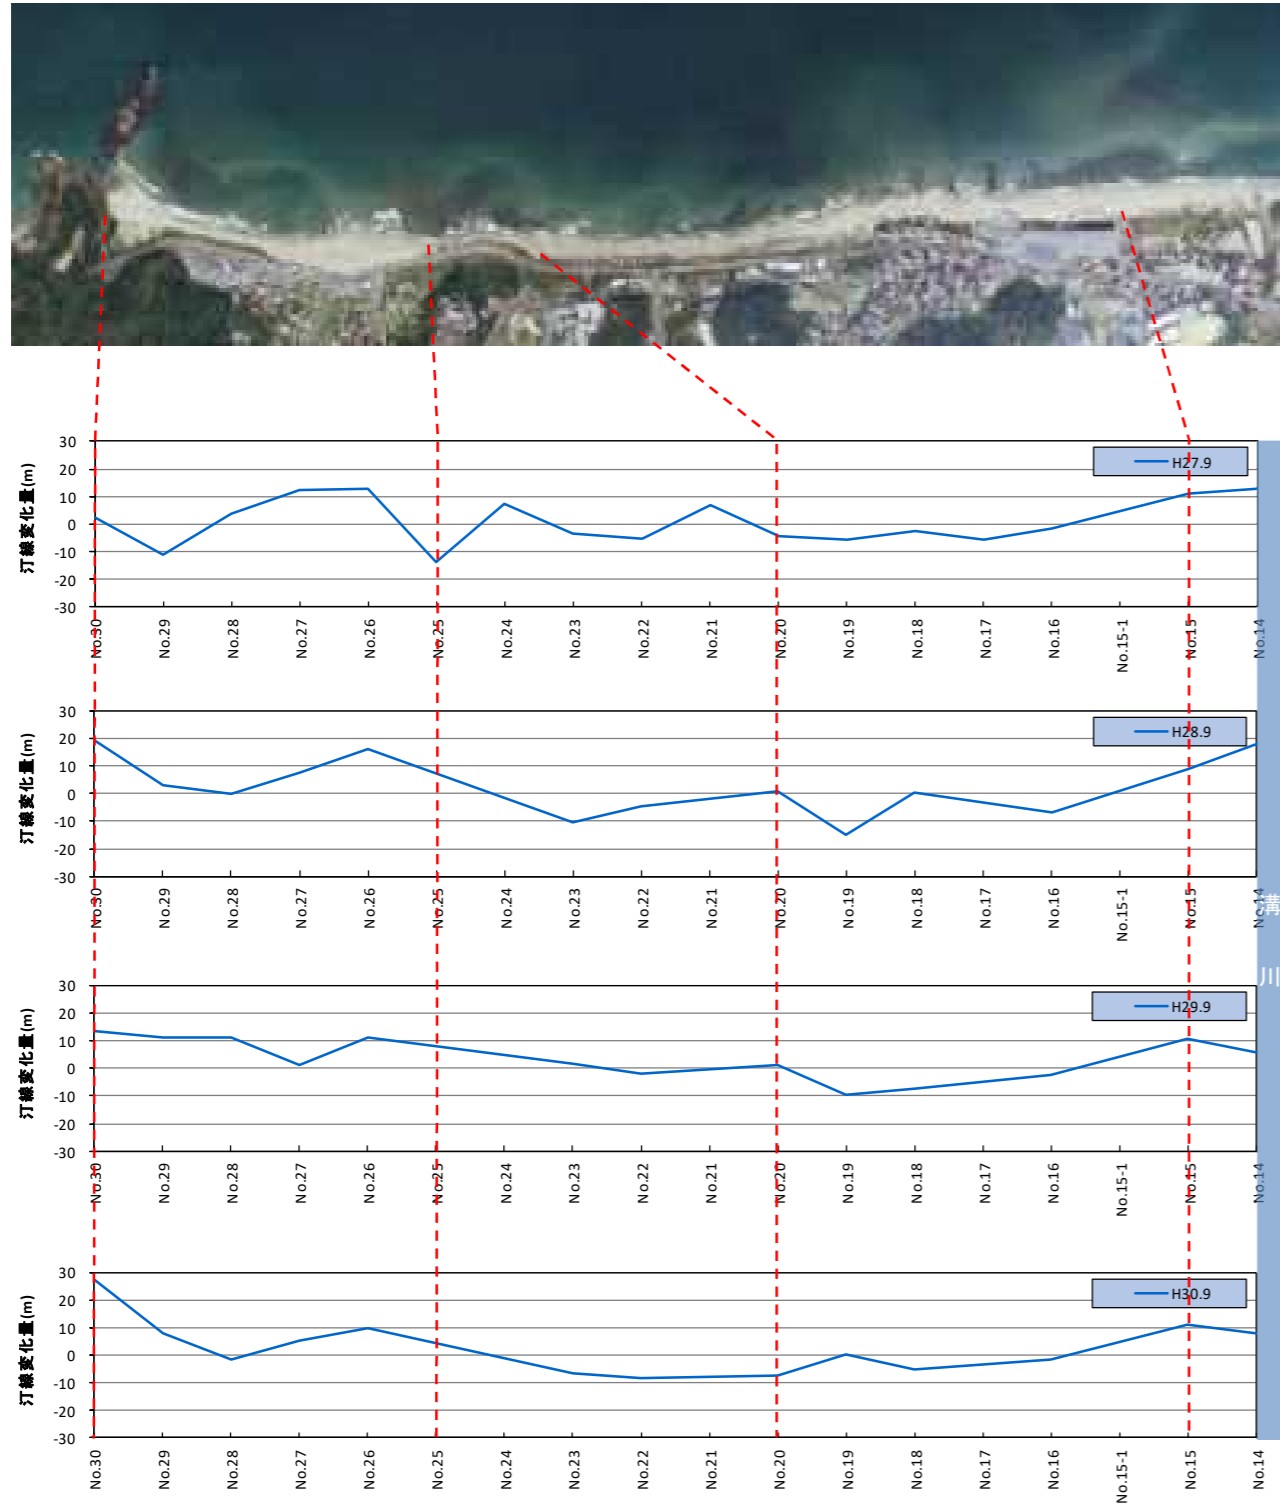 30
20
10
0
-10
-20
-30
汀線変化量(m)
H27.9
No.30
No.29
No.28
No.27
No.26
No.25
No.24
No.23
No.22
No.21
No.20
No.19
No.18
No.17
No.16
No.15-1
No.15
No.14
30
20
10
0
-10
-20
-30
汀線変化量(m)
H28.9
No.30
No.29
No.28
No.27
No.26
No.25
No.24
No.23
No.22
No.21
No.20
No.19
No.18
No.17
No.16
No.15-1
No.15
No.14
溝
川
30
20
10
0
-10
-20
-30
汀線変化量(m)
H29.9
No.30
No.29
No.28
No.27
No.26
No.25
No.24
No.23
No.22
No.21
No.20
No.19
No.18
No.17
No.16
No.15-1
No.15
No.14
30
20
10
0
-10
-20
-30
汀線変化量(m)
H30.9
No.30
No.29
No.28
No.27
No.26
No.25
No.24
No.23
No.22
No.21
No.20
No.19
No.18
No.17
No.16
No.15-1
No.15
No.14